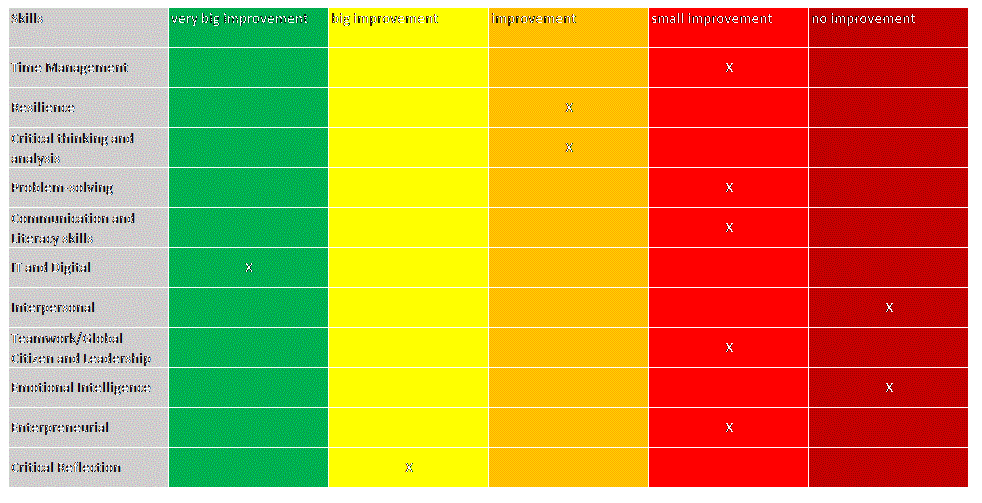 Skills very big improvement big improvement improvement small improvement no improvement
Time Management X
Resilience X
Critical thinking and
analysis X
Problem-solving X
Communication and
Literacy skills X
IT and Digital X
Interpersonal X
Teamwork/Global
Citizen and Leadership X
Emotional Intelligence X
Enterpreneurial X
Critical Reflection X